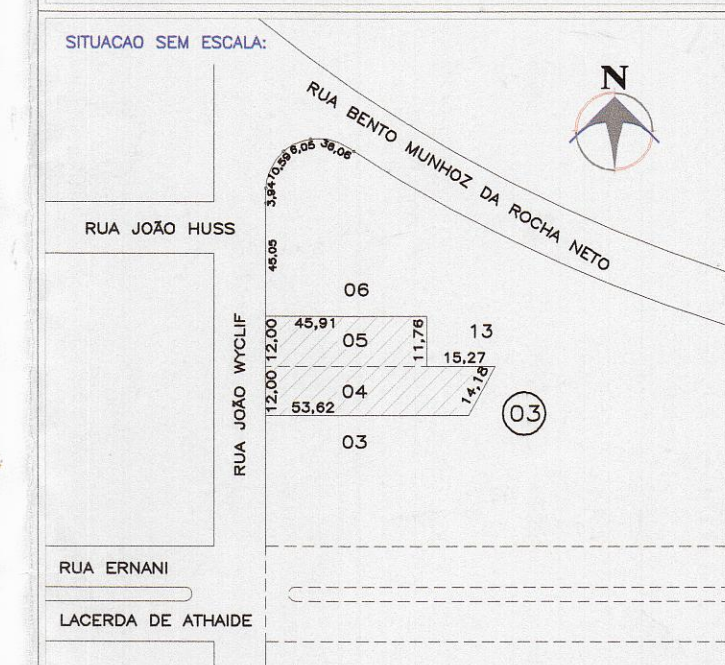 SITUACAO SEM ESCALA:
N
RUA BENTO MUNHOZ DA ROCHA NETO
3,94
10,59
6,05
36,06
RUA JOÃO HUSS
45,05
06
RUA JOÃO WYCLIF
12,00
45,91
05
11,76
13
15,27
12,00
04
53,62
14,18
03
03
RUA ERNANI
LACERDA DE ATHAIDE